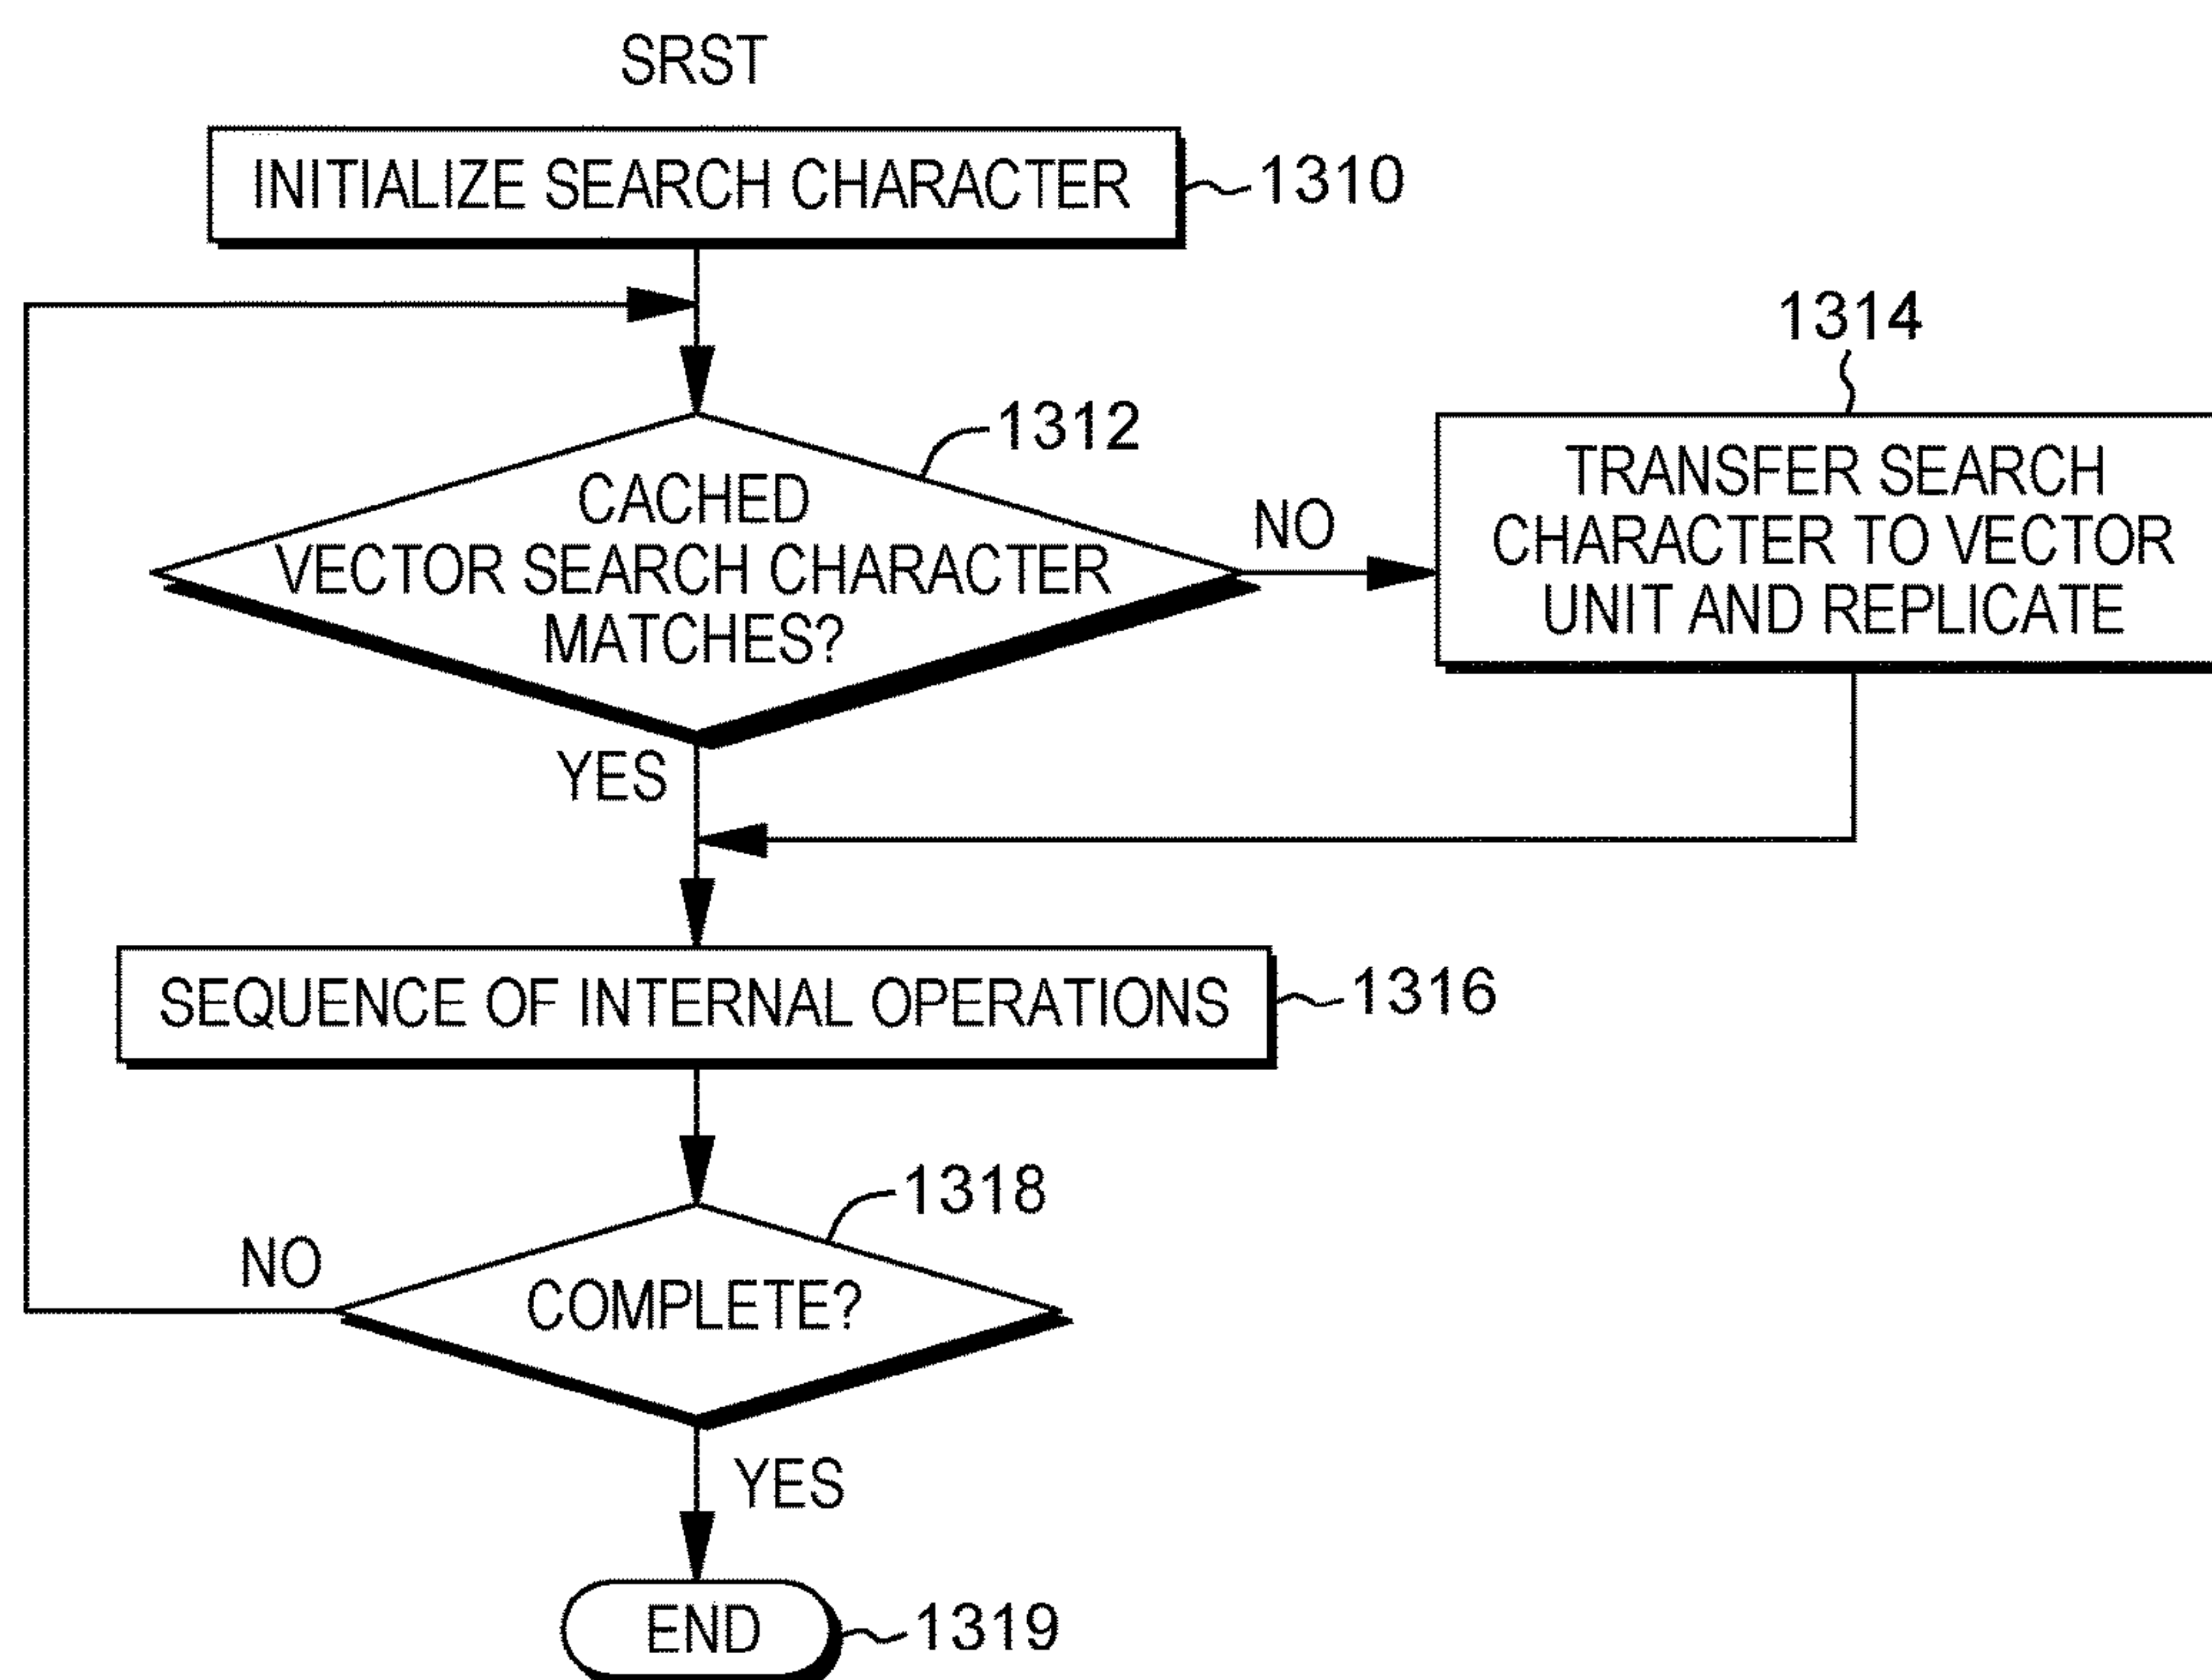 SRST
INITIALIZE SEARCH CHARACTER
1310
1312
CACHED
VECTOR SEARCH CHARACTER
MATCHES?
NO
1314
TRANSFER SEARCH
CHARACTER TO VECTOR
UNIT AND REPLICATE
YES
SEQUENCE OF INTERNAL OPERATIONS
1316
1318
COMPLETE?
NO
YES
END
1319